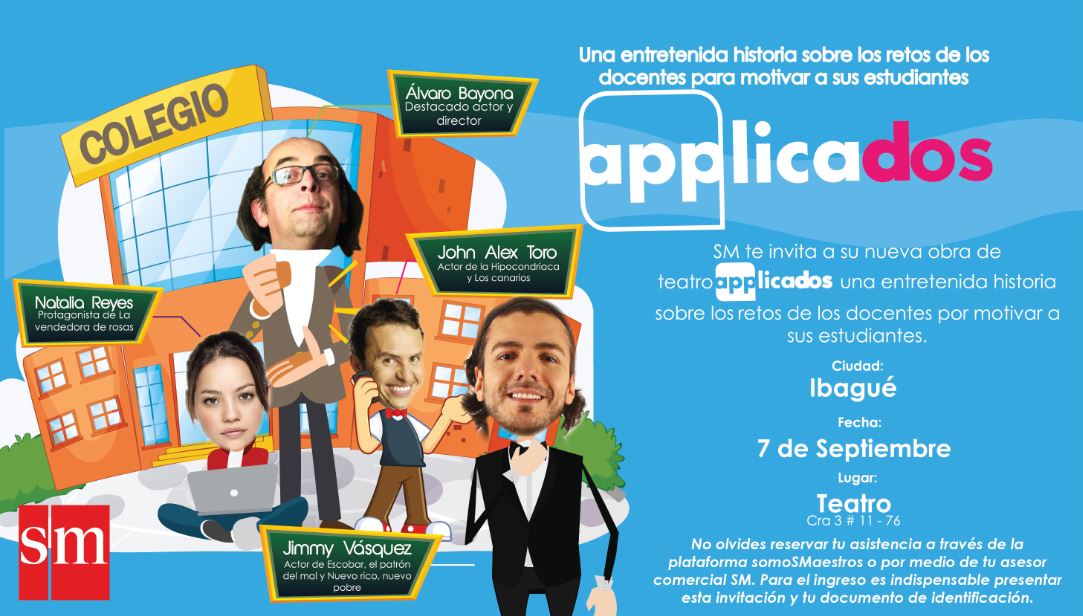 COLEGIO
Álvaro Bayona
Destacado actor y
director
John Alex Toro
Actor de la Hipocondriaca
y Los canarios
Natalia Reyes
Protagonista de La
vendedora de rosas
Jimmy Vásquez
Actor de Escobar, el patrón
del mal y Nuevo rico, nuevo
pobre
sm
Una entretenida historia sobre los retos de los
docentes para motivar a sus estudiantes
applicados
SM te invita a su nueva obra de
teatro applicados una entretenida historia
sobre los retos de los docentes por motivar a
sus estudiantes.
Ciudad:
Ibagué
Fecha:
7 de Septiembre
Lugar:
Teatro
Cra 3 # 11 - 76
No olvides reservar tu asistencia a través de la
plataforma somoSMaestros o por medio de tu asesor
comercial SM. Para el ingreso es indispensable presentar
esta invitación y tu documento de identificación.